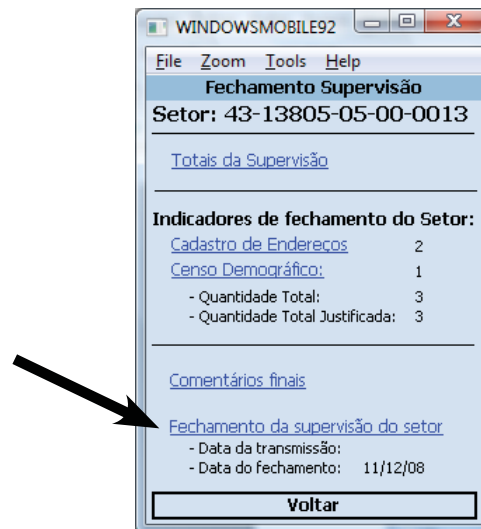 WINDOWSMOBILE92
File Zoom Tools Help
Fechamento Supervisão
Setor: 43-13805-05-00-0013
Totais da Supervisão
Indicadores de fechamento do Setor:
Cadastro de Endereços 2
Censo Demográfico: 1
- Quantidade Total: 3
- Quantidade Total Justificada: 3
Comentários finais
Fechamento da supervisão do setor
- Data da transmissão:
- Data do fechamento: 11/12/08
Voltar